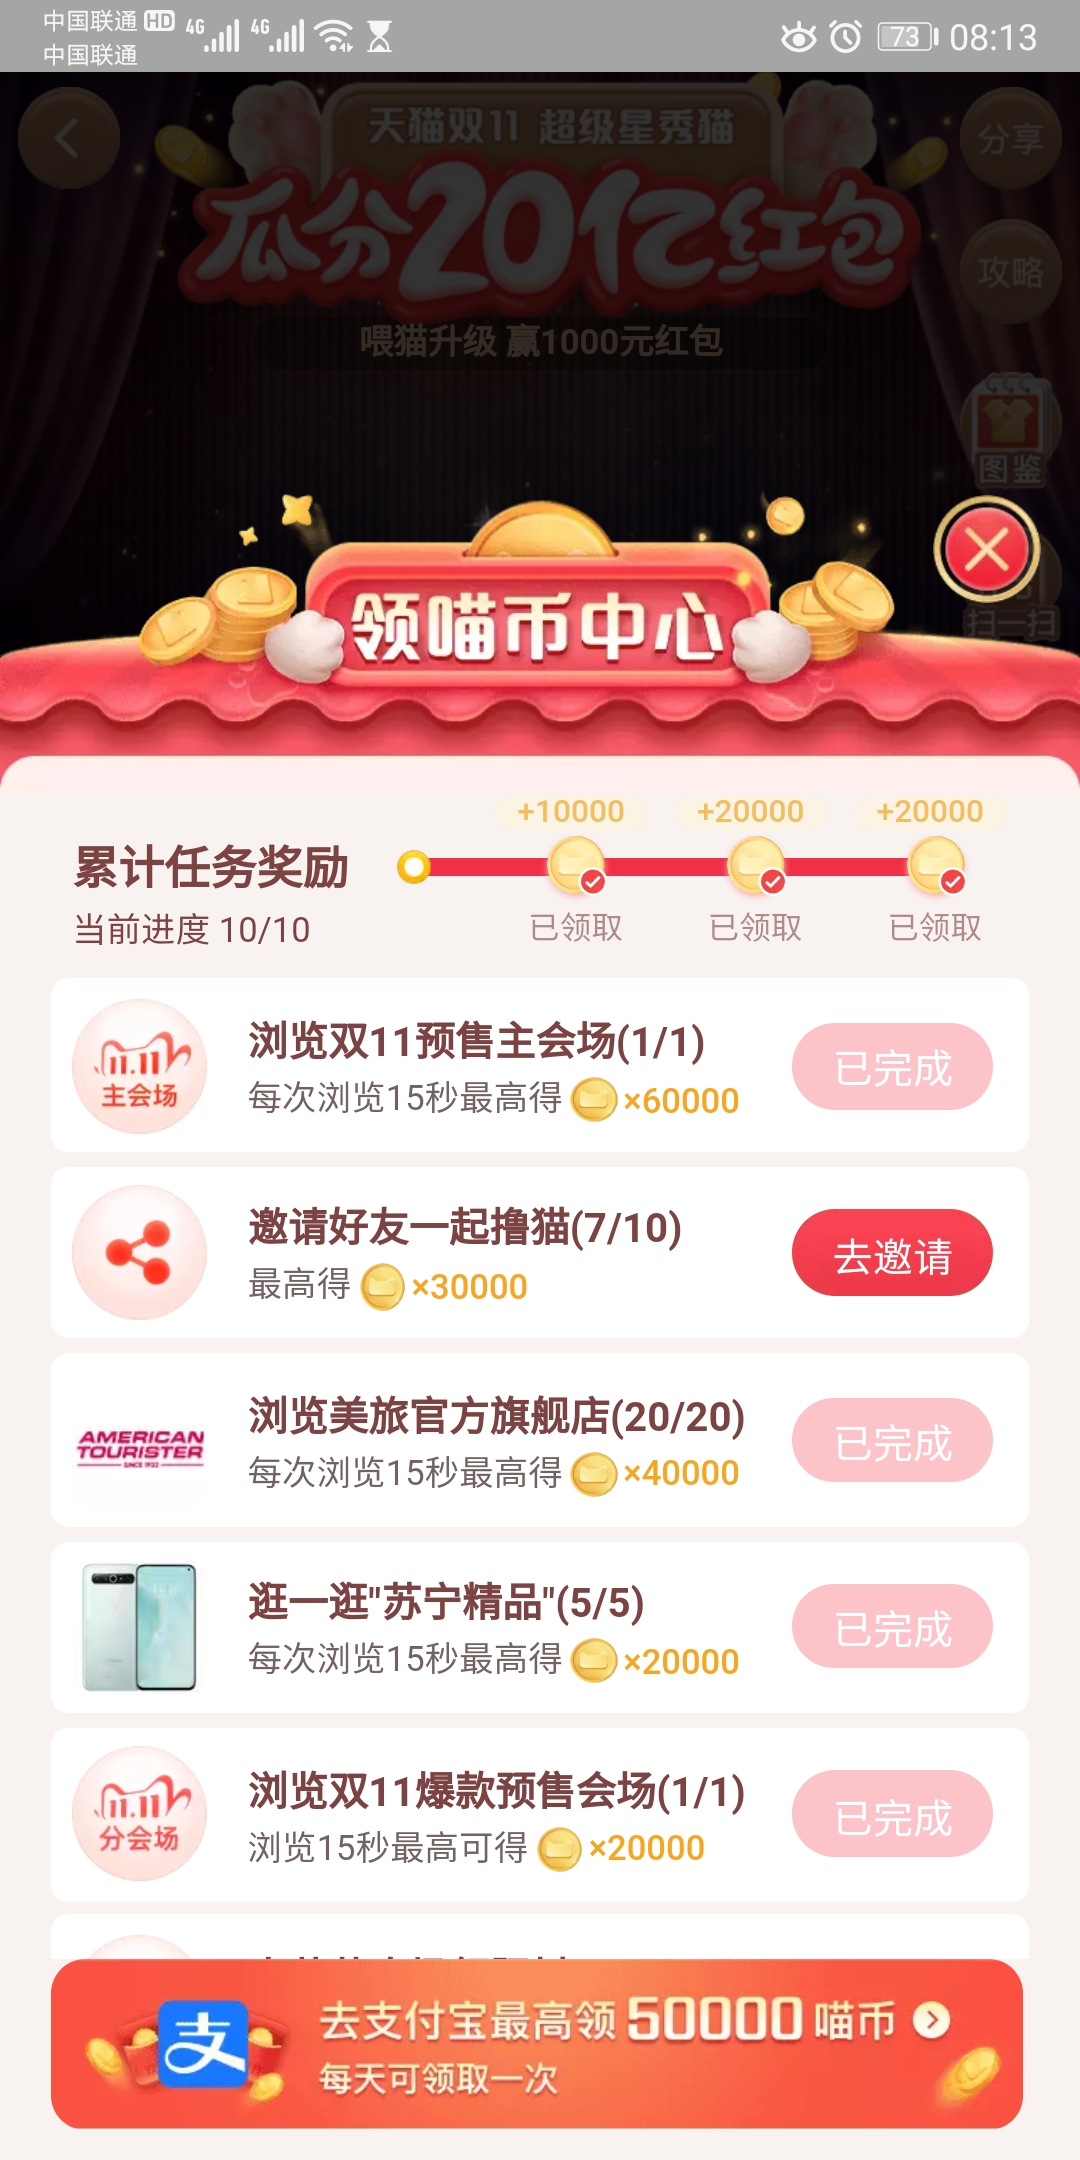 中国联通 HD 4G 4G 73 08:13
中国联通
天猫双11 超级星秀猫
分享
瓜分20亿红包
攻略
喂猫升级 赢1000元红包
图鉴
扫一扫
领喵币中心
+10000 +20000 +20000
累计任务奖励
当前进度 10/10
已领取 已领取 已领取
11.11
主会场
浏览双11预售主会场(1/1)
每次浏览15秒最高得 ×60000
已完成
邀请好友一起撸猫(7/10)
最高得 ×30000
去邀请
AMERICAN
TOURISTER
SINCE 1933
浏览美旅官方旗舰店(20/20)
每次浏览15秒最高得 ×40000
已完成
逛一逛"苏宁精品"(5/5)
每次浏览15秒最高得 ×20000
已完成
11.11
分会场
浏览双11爆款预售会场(1/1)
浏览15秒最高可得 ×20000
已完成
支
去支付宝最高领 50000 喵币
每天可领取一次